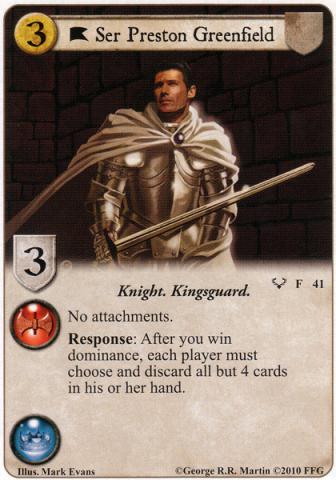 3
Ser Preston Greenfield
3
F 41
Knight. Kingsguard.
No attachments.
Response: After you win
dominance, each player must
choose and discard all but 4 cards
in his or her hand.
Illus. Mark Evans
©George R.R. Martin ©2010 FFG